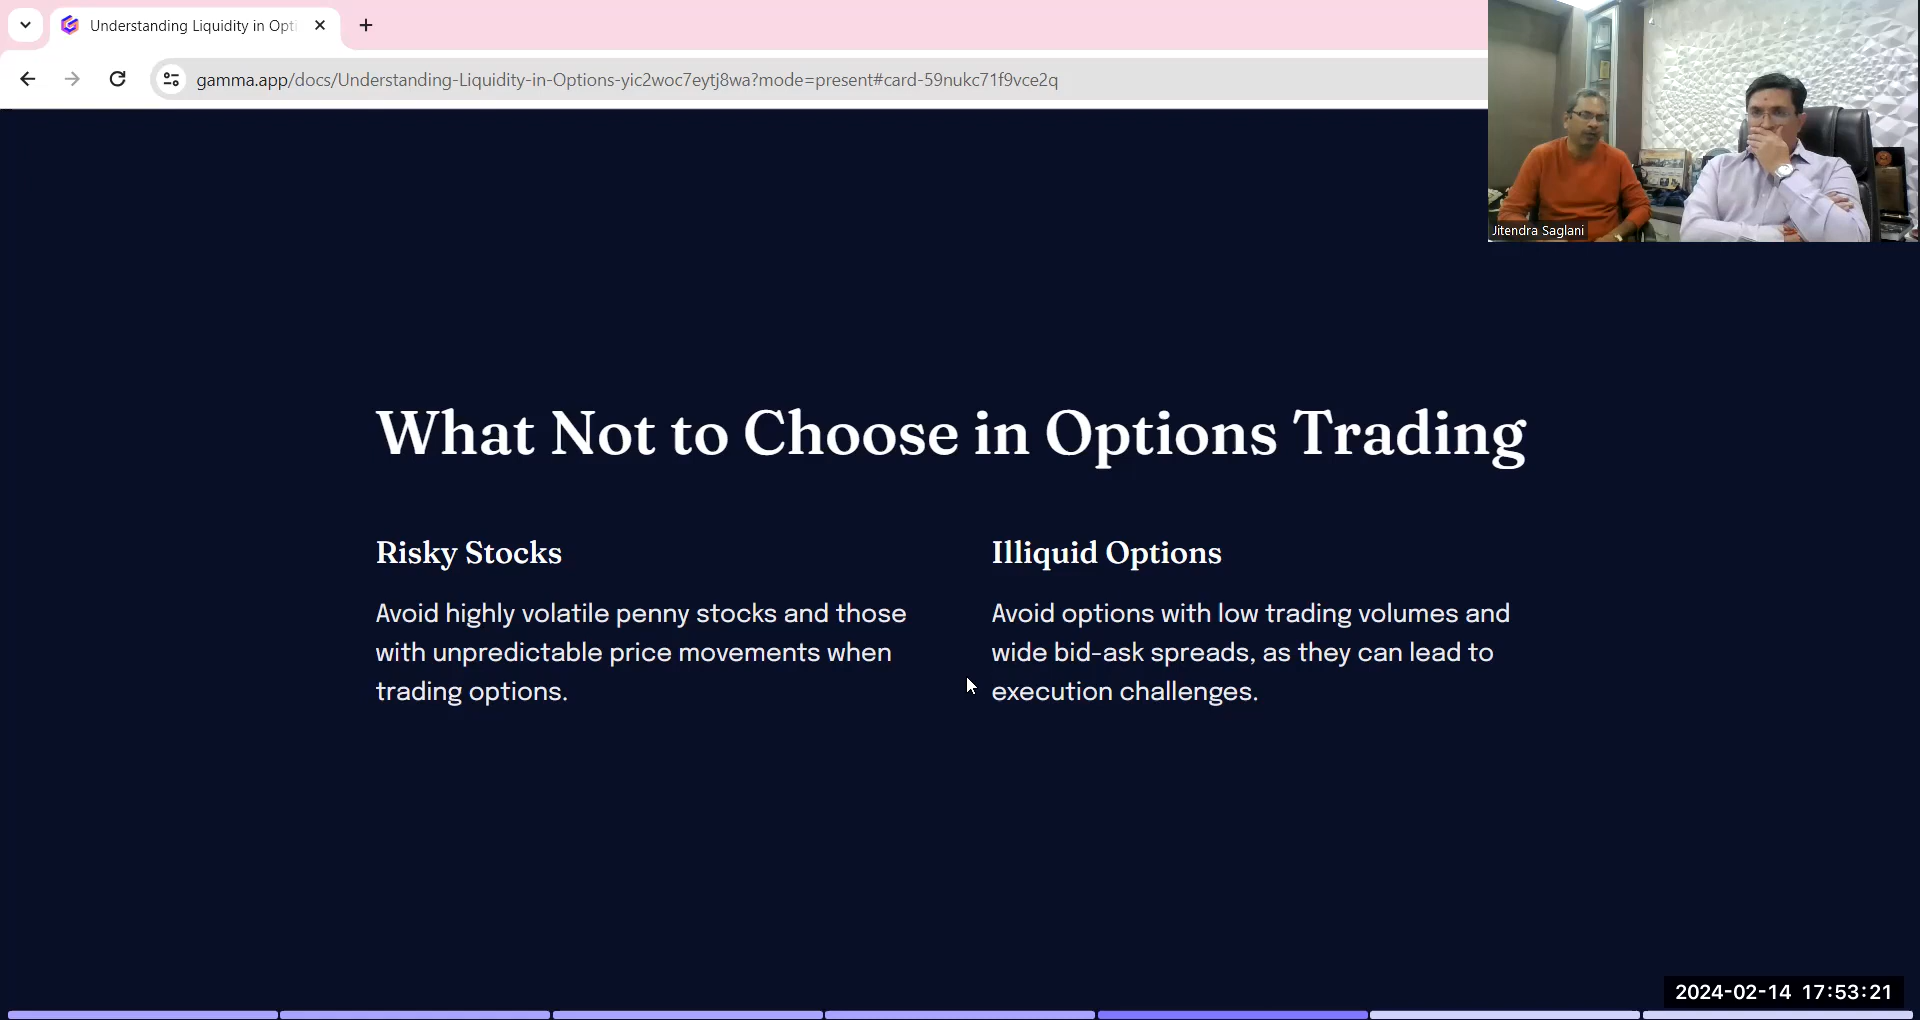 Understanding Liquidity in Opti
gamma.app/docs/Understanding-Liquidity-in-Options-yic2woc7eytj8wa?mode=present#card-59nukc71f9vce2q
Jitendra Saglani
What Not to Choose in Options Trading
Risky Stocks
Avoid highly volatile penny stocks and those
with unpredictable price movements when
trading options.
Illiquid Options
Avoid options with low trading volumes and
wide bid-ask spreads, as they can lead to
execution challenges.
2024-02-14 17:53:21